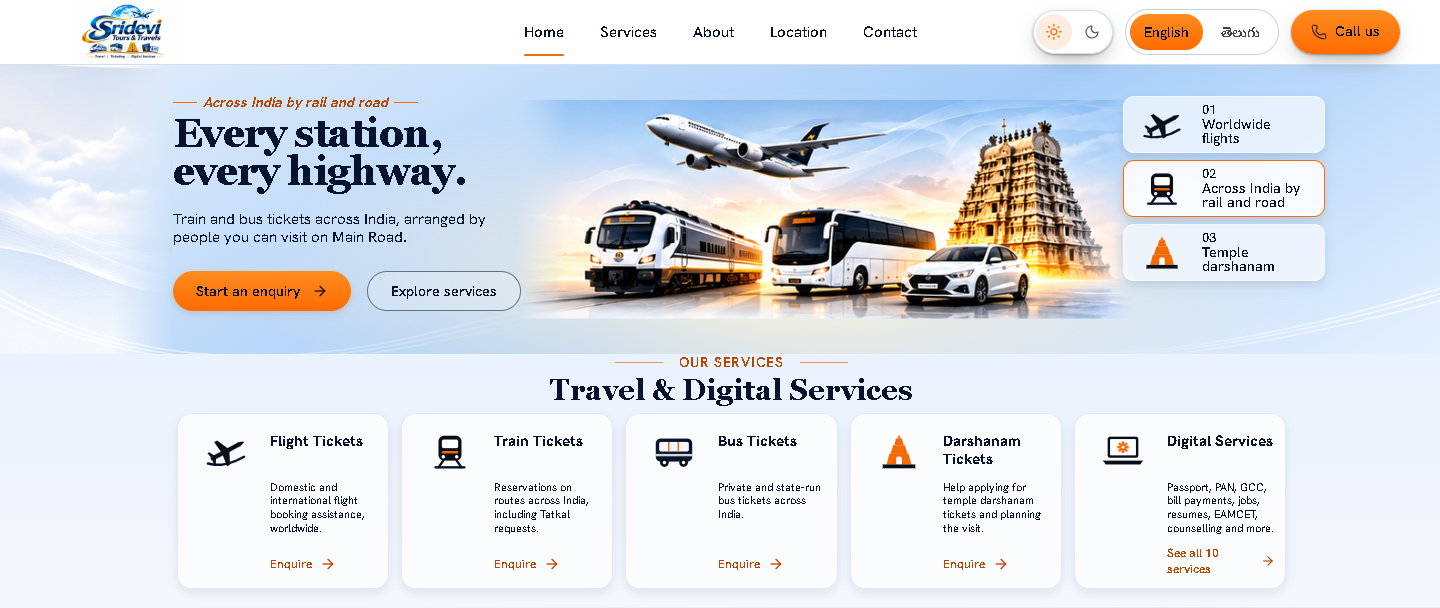 Sridevi
Tours & Travels
Travel | Ticketing | Digital Services
Home
Services
About
Location
Contact
English
తెలుగు
Call us
Across India by rail and road
Every station,
every highway.
Train and bus tickets across India, arranged by
people you can visit on Main Road.
Start an enquiry
Explore services
01
Worldwide
flights
02
Across India by
rail and road
03
Temple
darshanam
OUR SERVICES
Travel & Digital Services
Flight Tickets
Domestic and
international flight
booking assistance,
worldwide.
Enquire
Train Tickets
Reservations on
routes across India,
including Tatkal
requests.
Enquire
Bus Tickets
Private and state-run
bus tickets across
India.
Enquire
Darshanam
Tickets
Help applying for
temple darshanam
tickets and planning
the visit.
Enquire
Digital Services
Passport, PAN, GCC,
bill payments, jobs,
resumes, EAMCET,
counselling and more.
See all 10
services